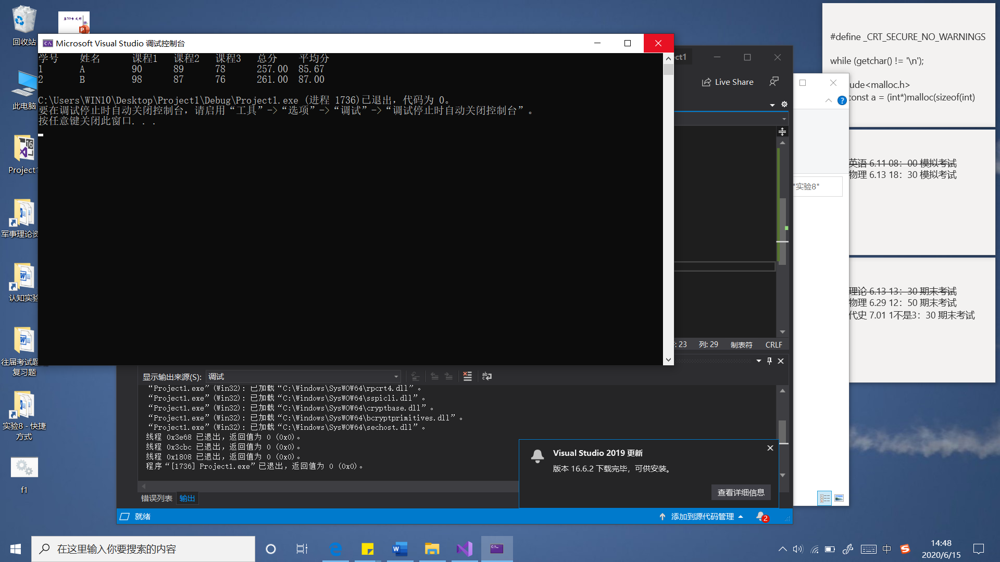 回收站
第10章 文件
此电脑
Project1
军事理论资
认知实验
往届考试题
复习题
实验8 - 快捷
方式
f1
Microsoft Visual Studio 调试控制台
学号 姓名 课程1 课程2 课程3 总分 平均分
1 A 90 89 78 257.00 85.67
2 B 98 87 76 261.00 87.00
C:\Users\WIN10\Desktop\Project1\Debug\Project1.exe (进程 1736)已退出，代码为 0。
要在调试停止时自动关闭控制台，请启用“工具”->“选项”->“调试”->“调试停止时自动关闭控制台”。
按任意键关闭此窗口. . .
ct1
Live Share
: 23 列: 29 制表符 CRLF
显示输出来源(S): 调试
“Project1.exe” (Win32): 已加载“C:\Windows\SysWOW64\rpcrt4.dll”。
“Project1.exe” (Win32): 已加载“C:\Windows\SysWOW64\sspicli.dll”。
“Project1.exe” (Win32): 已加载“C:\Windows\SysWOW64\cryptbase.dll”。
“Project1.exe” (Win32): 已加载“C:\Windows\SysWOW64\bcryptprimitives.dll”。
“Project1.exe” (Win32): 已加载“C:\Windows\SysWOW64\sechost.dll”。
线程 0x3e68 已退出，返回值为 0 (0x0)。
线程 0x3cbc 已退出，返回值为 0 (0x0)。
线程 0x1808 已退出，返回值为 0 (0x0)。
程序“[1736] Project1.exe”已退出，返回值为 0 (0x0)。
错误列表 输出
就绪
添加到源代码管理
2
Visual Studio 2019 更新
版本 16.6.2 下载完毕，可供安装。
查看详细信息
"实验8"
#define _CRT_SECURE_NO_WARNINGS
while (getchar() != '\n');
ude<malloc.h>
const a = (int*)malloc(sizeof(int)
英语 6.11 08：00 模拟考试
物理 6.13 18：30 模拟考试
理论 6.13 13：30 期末考试
物理 6.29 12：50 期末考试
代史 7.01 1不是3：30 期末考试
在这里输入你要搜索的内容
中
14:48
2020/6/15